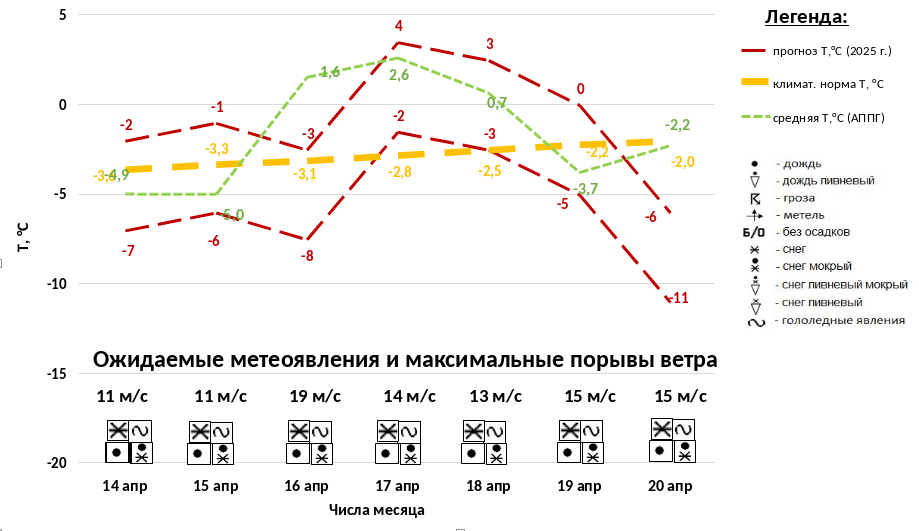 Легенда:
прогноз Т,°С (2025 г.)
климат. норма Т, °С
средняя Т,°С (АППГ)
- дождь
- дождь ливневый
- гроза
- метель
Б/О - без осадков
- снег
- снег мокрый
- снег ливневый мокрый
- снег ливневый
- гололедные явления
Т, °С
5
0
-5
-10
-15
-20
-2
-1
-3
4
3
0
-6
-4,9
-5,0
1,6
2,6
0,7
-3,7
-2,2
-3,3
-3,1
-2,8
-2,5
-2,2
-2,0
-7
-6
-8
-2
-3
-5
-11
Ожидаемые метеоявления и максимальные порывы ветра
11 м/с 11 м/с 19 м/с 14 м/с 13 м/с 15 м/с 15 м/с
14 апр 15 апр 16 апр 17 апр 18 апр 19 апр 20 апр
Числа месяца